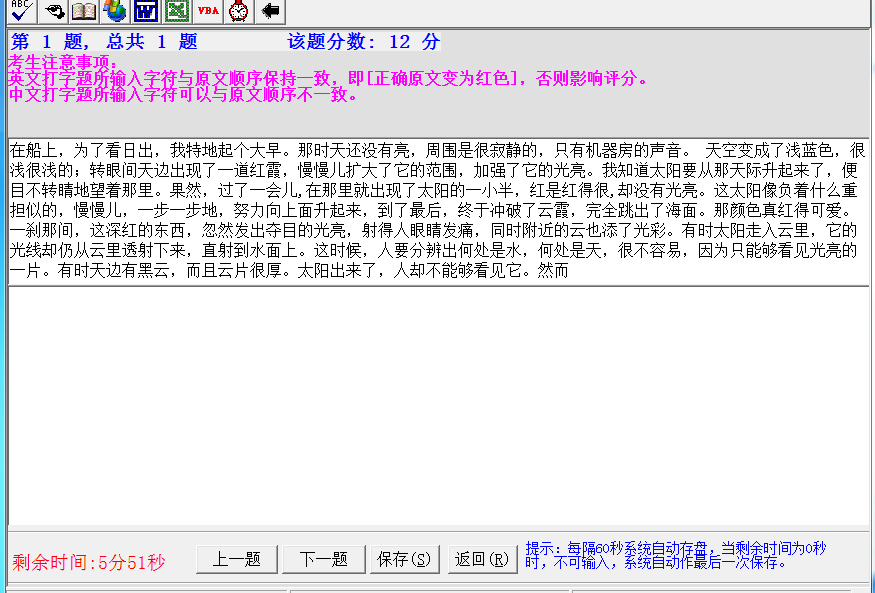 ABC
W
VBA
第 1 题, 总共 1 题 该题分数: 12 分
考生注意事项:
英文打字题所输入字符与原文顺序保持一致，即[正确原文变为红色]，否则影响评分。
中文打字题所输入字符可以与原文顺序不一致。
在船上，为了看日出，我特地起个大早。那时天还没有亮，周围是很寂静的，只有机器房的声音。 天空变成了浅蓝色，很
浅很浅的；转眼间天边出现了一道红霞，慢慢儿扩大了它的范围，加强了它的光亮。我知道太阳要从那天际升起来了，便
目不转睛地望着那里。果然，过了一会儿,在那里就出现了太阳的一小半，红是红得很,却没有光亮。这太阳像负着什么重
担似的，慢慢儿，一步一步地，努力向上面升起来，到了最后，终于冲破了云霞，完全跳出了海面。那颜色真红得可爱。
一刹那间，这深红的东西，忽然发出夺目的光亮，射得人眼睛发痛，同时附近的云也添了光彩。有时太阳走入云里，它的
光线却仍从云里透射下来，直射到水面上。这时候，人要分辨出何处是水，何处是天，很不容易，因为只能够看见光亮的
一片。有时天边有黑云，而且云片很厚。太阳出来了，人却不能够看见它。然而
剩余时间:5分51秒
上一题 下一题 保存(S) 返回(R)
提示：每隔60秒系统自动存盘，当剩余时间为0秒
时，不可输入，系统自动作最后一次保存。